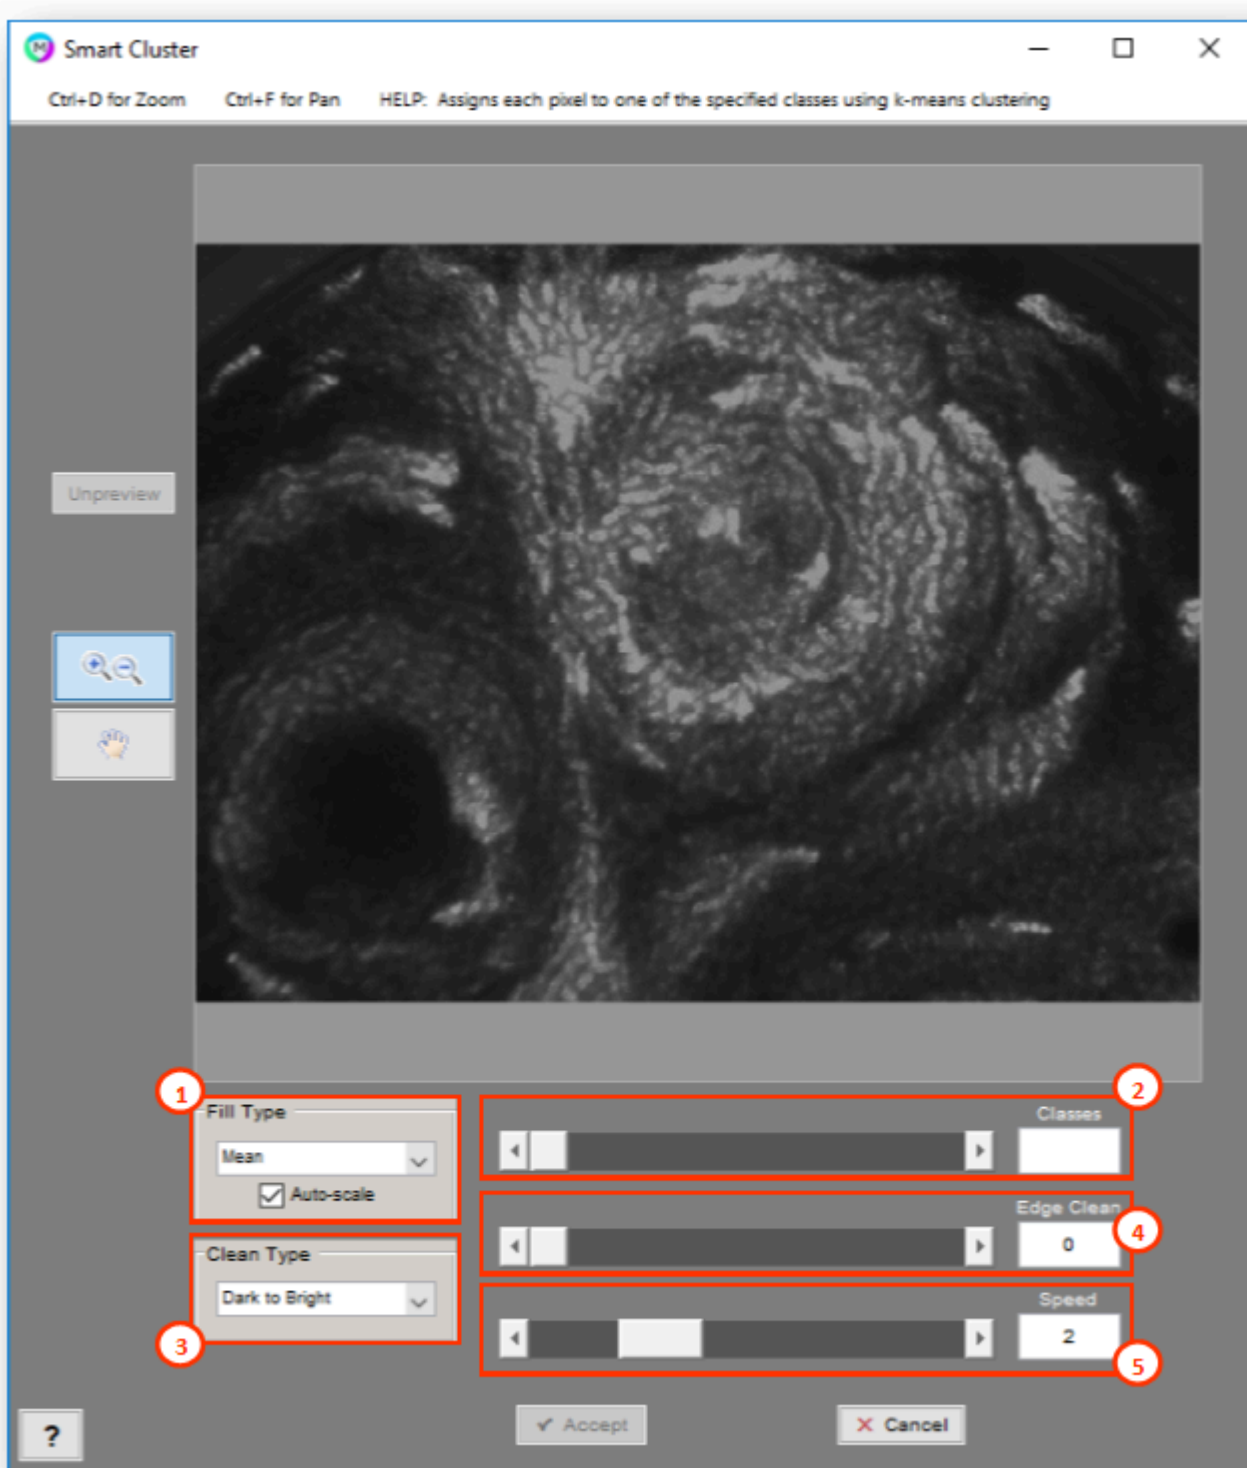 Smart Cluster
Ctrl+D for Zoom Ctrl+F for Pan HELP: Assigns each pixel to one of the specified classes using k-means clustering
Unpreview
1
Fill Type
Mean
Auto-scale
2
Classes
3
Clean Type
Dark to Bright
4
Edge Clean
0
5
Speed
2
?
Accept
Cancel